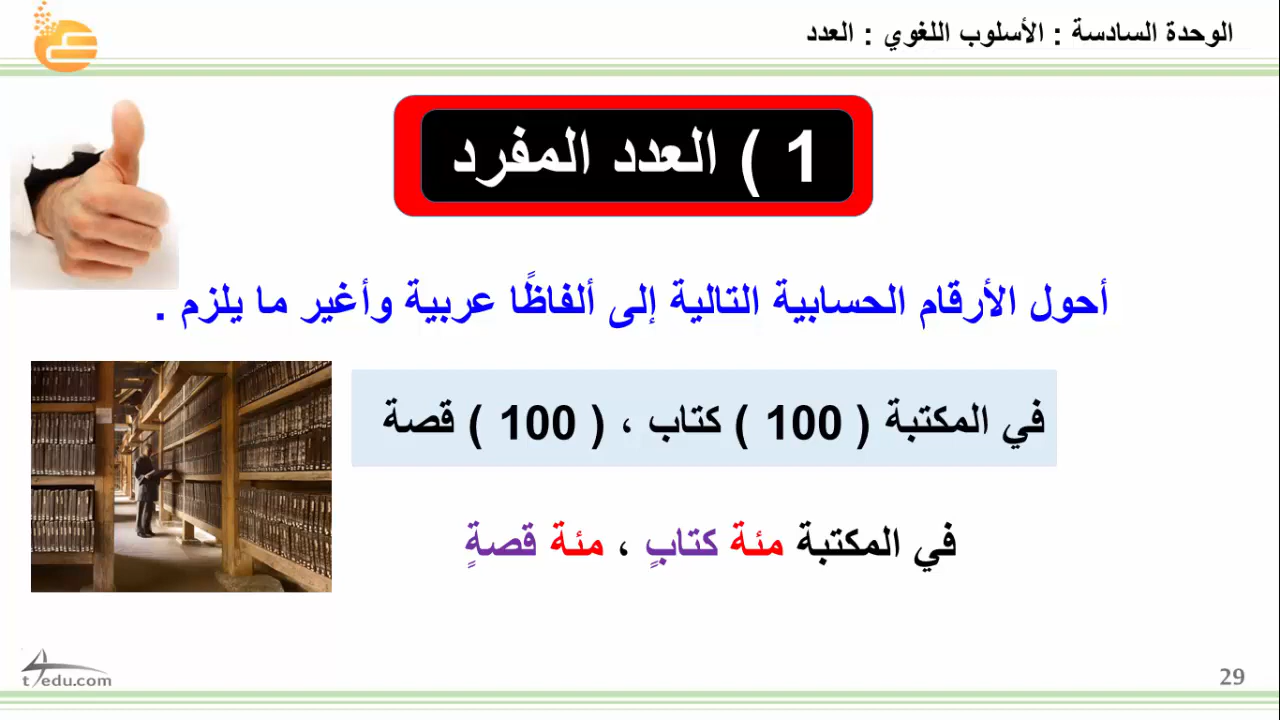 الوحدة السادسة : الأسلوب اللغوي : العدد
1 ) العدد المفرد
أحول الأرقام الحسابية التالية إلى ألفاظًا عربية وأغير ما يلزم .
في المكتبة ( 100 ) كتاب ، ( 100 ) قصة
في المكتبة مئة كتابٍ ، مئة قصةٍ
t4edu.com
29